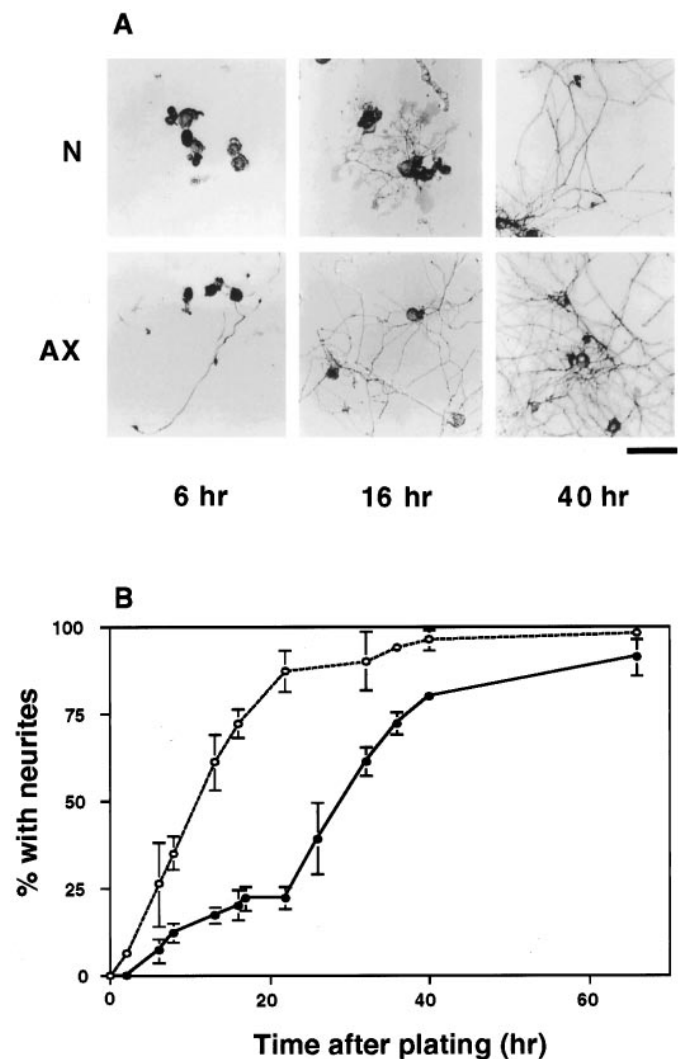 A
N
AX
6 hr 16 hr 40 hr
B
100
75
50
25
0
% with neurites
0 20 40 60
Time after plating (hr)